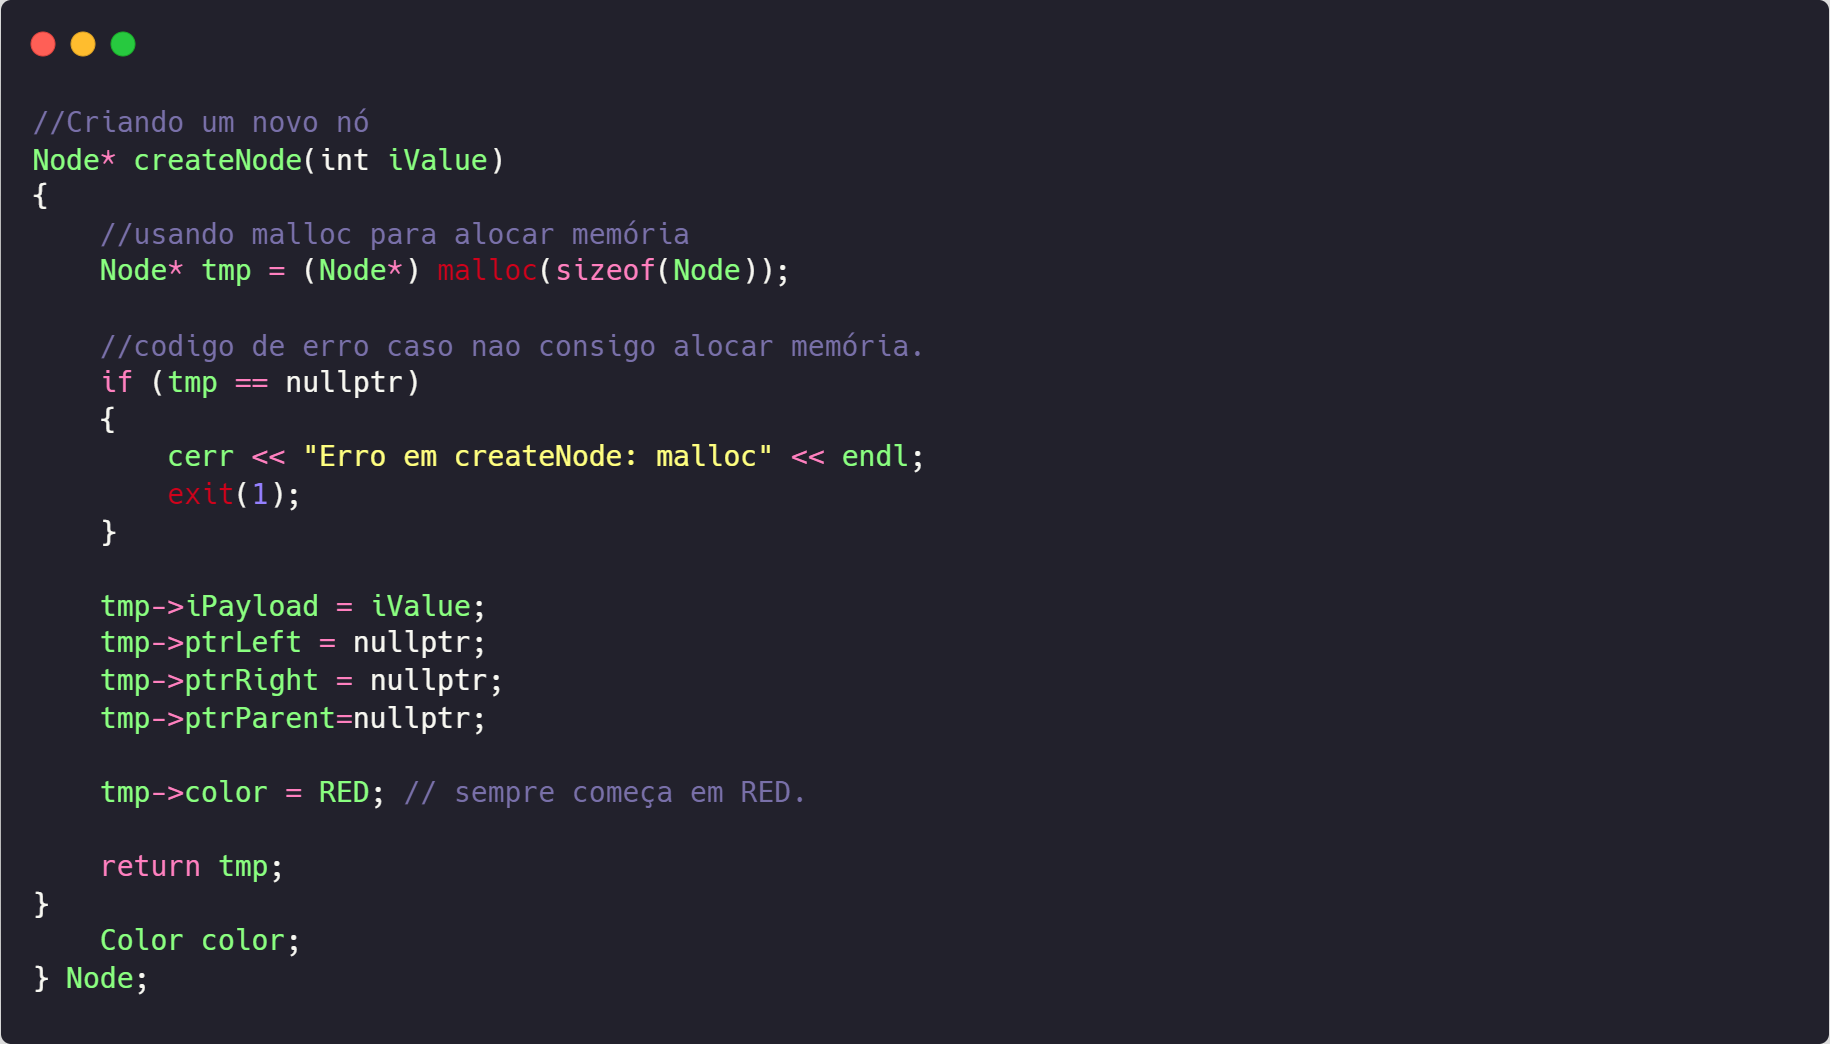 //Criando um novo nó
Node* createNode(int iValue)
{
    //usando malloc para alocar memória
    Node* tmp = (Node*) malloc(sizeof(Node));

    //codigo de erro caso nao consigo alocar memória.
    if (tmp == nullptr)
    {
        cerr << "Erro em createNode: malloc" << endl;
        exit(1);
    }

    tmp->iPayload = iValue;
    tmp->ptrLeft = nullptr;
    tmp->ptrRight = nullptr;
    tmp->ptrParent=nullptr;

    tmp->color = RED; // sempre começa em RED.

    return tmp;
}
    Color color;
} Node;